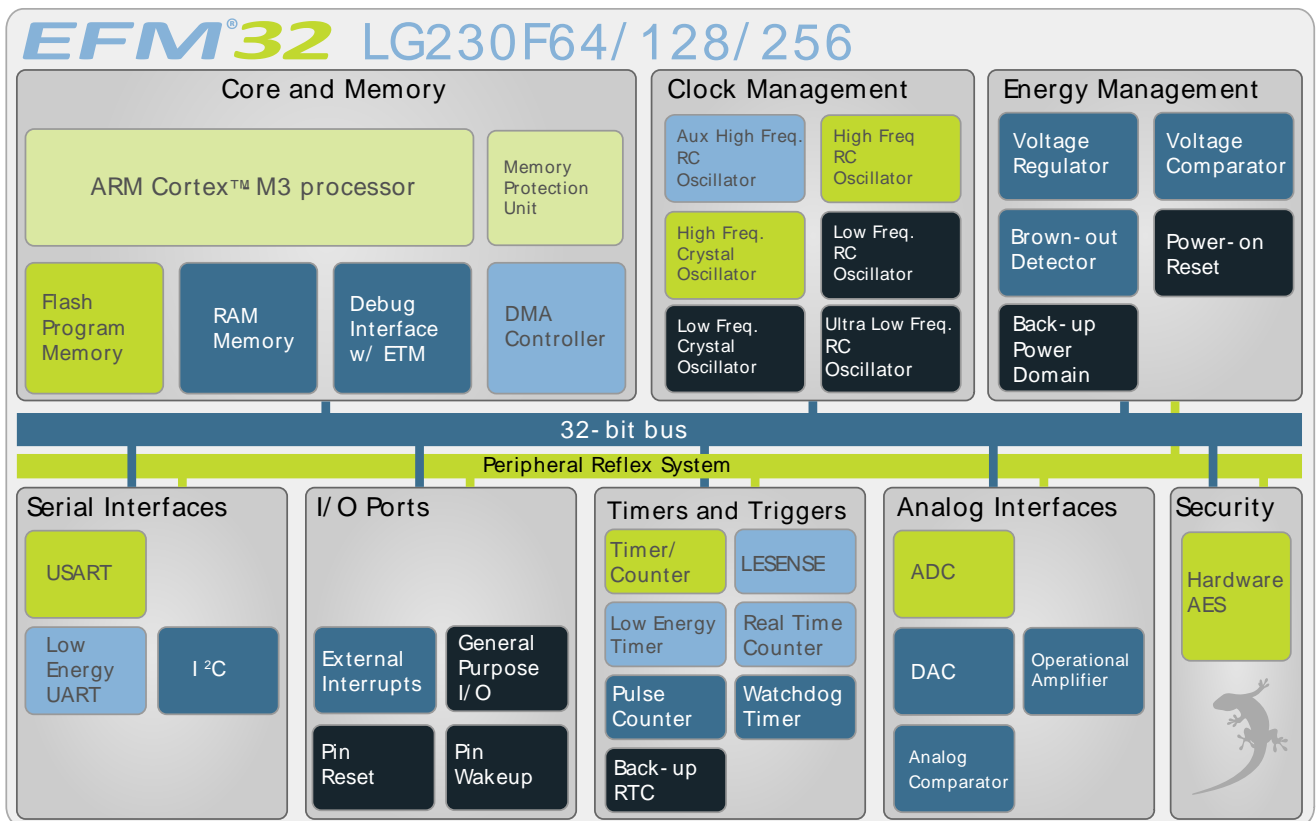 EFM®32 LG230F64/128/256
Core and Memory
ARM Cortex™ M3 processor
Memory
Protection
Unit
Flash
Program
Memory
RAM
Memory
Debug
Interface
w/ ETM
DMA
Controller
Clock Management
Aux High Freq.
RC
Oscillator
High Freq
RC
Oscillator
High Freq.
Crystal
Oscillator
Low Freq.
RC
Oscillator
Low Freq.
Crystal
Oscillator
Ultra Low Freq.
RC
Oscillator
Energy Management
Voltage
Regulator
Voltage
Comparator
Brown-out
Detector
Power-on
Reset
Back-up
Power
Domain
32-bit bus
Peripheral Reflex System
Serial Interfaces
USART
Low
Energy
UART
I²C
I/O Ports
External
Interrupts
General
Purpose
I/O
Pin
Reset
Pin
Wakeup
Timers and Triggers
Timer/
Counter
LESENSE
Low Energy
Timer
Real Time
Counter
Pulse
Counter
Watchdog
Timer
Back-up
RTC
Analog Interfaces
ADC
DAC
Operational
Amplifier
Analog
Comparator
Security
Hardware
AES